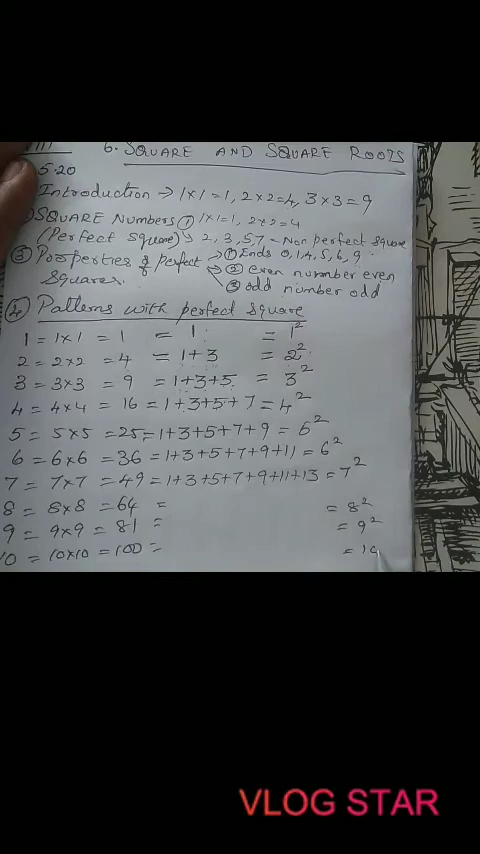 6. SQUARE AND SQUARE ROOTS
5.20
Introduction → 1×1=1, 2×2=4, 3×3=9
SQUARE Numbers ① 1×1=1, 2×2=4
(Perfect square) 2, 3, 5, 7 - Non perfect square
③ Properties of perfect → ① Ends 0, 1, 4, 5, 6, 9.
squares. ② even number even
③ odd number odd
④ Patterns with perfect square
1 = 1×1 = 1 = 1 = 1²
2 = 2×2 = 4 = 1+3 = 2²
3 = 3×3 = 9 = 1+3+5 = 3²
4 = 4×4 = 16 = 1+3+5+7 = 4²
5 = 5×5 = 25 = 1+3+5+7+9 = 6²
6 = 6×6 = 36 = 1+3+5+7+9+11 = 6²
7 = 7×7 = 49 = 1+3+5+7+9+11+13 = 7²
8 = 8×8 = 64 = = 8²
9 = 9×9 = 81 = = 9²
10 = 10×10 = 100 = = 10
VLOG STAR